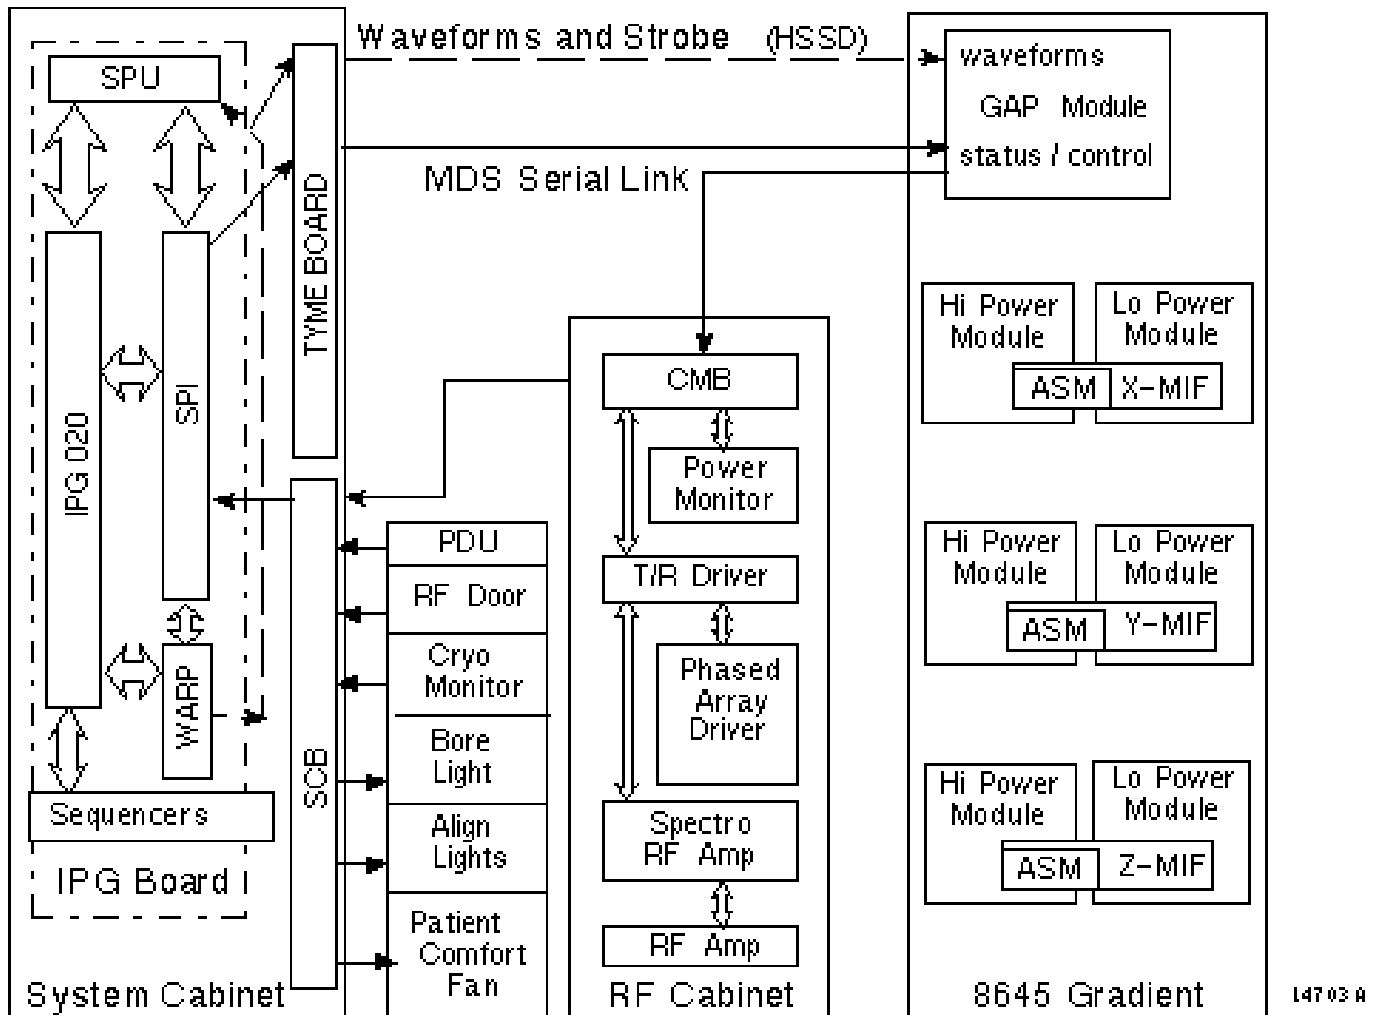 Waveforms and Strobe (HSSD)
SPU
TYME BOARD
IPG 020
SPI
WARP
Sequencers
IPG Board
SCB
System Cabinet
MDS Serial Link
PDU
RF Door
Cryo
Monitor
Bore
Light
Align
Lights
Patient
Comfort
Fan
CMB
Power
Monitor
T/R Driver
Phased
Array
Driver
Spectro
RF Amp
RF Amp
RF Cabinet
waveforms
GAP Module
status / control
Hi Power
Module
Lo Power
Module
ASM
X-MIF
Hi Power
Module
Lo Power
Module
ASM
Y-MIF
Hi Power
Module
Lo Power
Module
ASM
Z-MIF
8645 Gradient
14703A